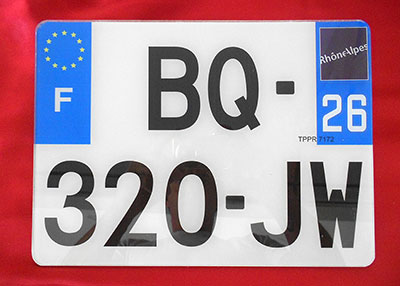 RhôneAlpes
F
BQ-
26
TPPR 7172
320-JW